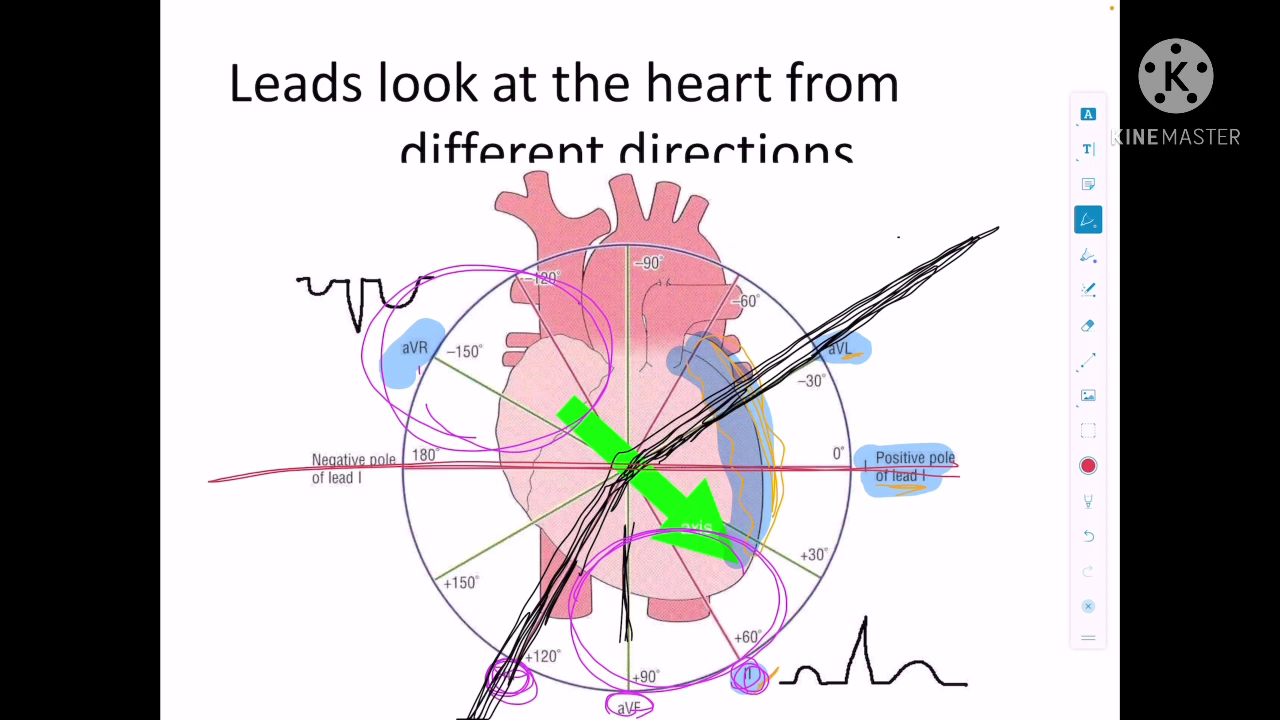 Leads look at the heart from
different directions
K
KINEMASTER
A
T
–90°
–120°
–60°
aVR
–150°
aVL
–30°
Negative pole
of lead I
180°
0°
Positive pole
of lead I
axis
+30°
+150°
+120°
+60°
+90°
II
aVF